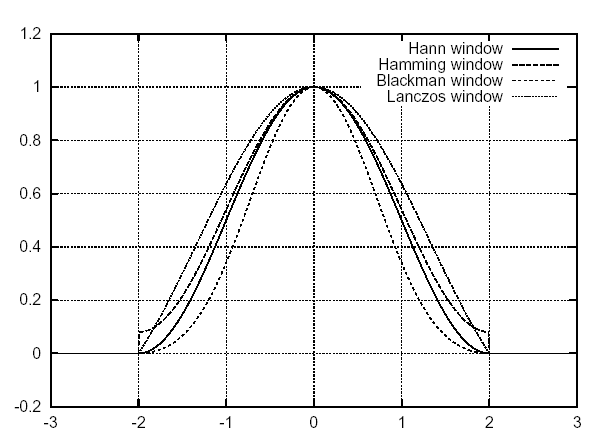 1.2
Hann window
Hamming window
Blackman window
Lanczos window
1
0.8
0.6
0.4
0.2
0
-0.2
-3 -2 -1 0 1 2 3